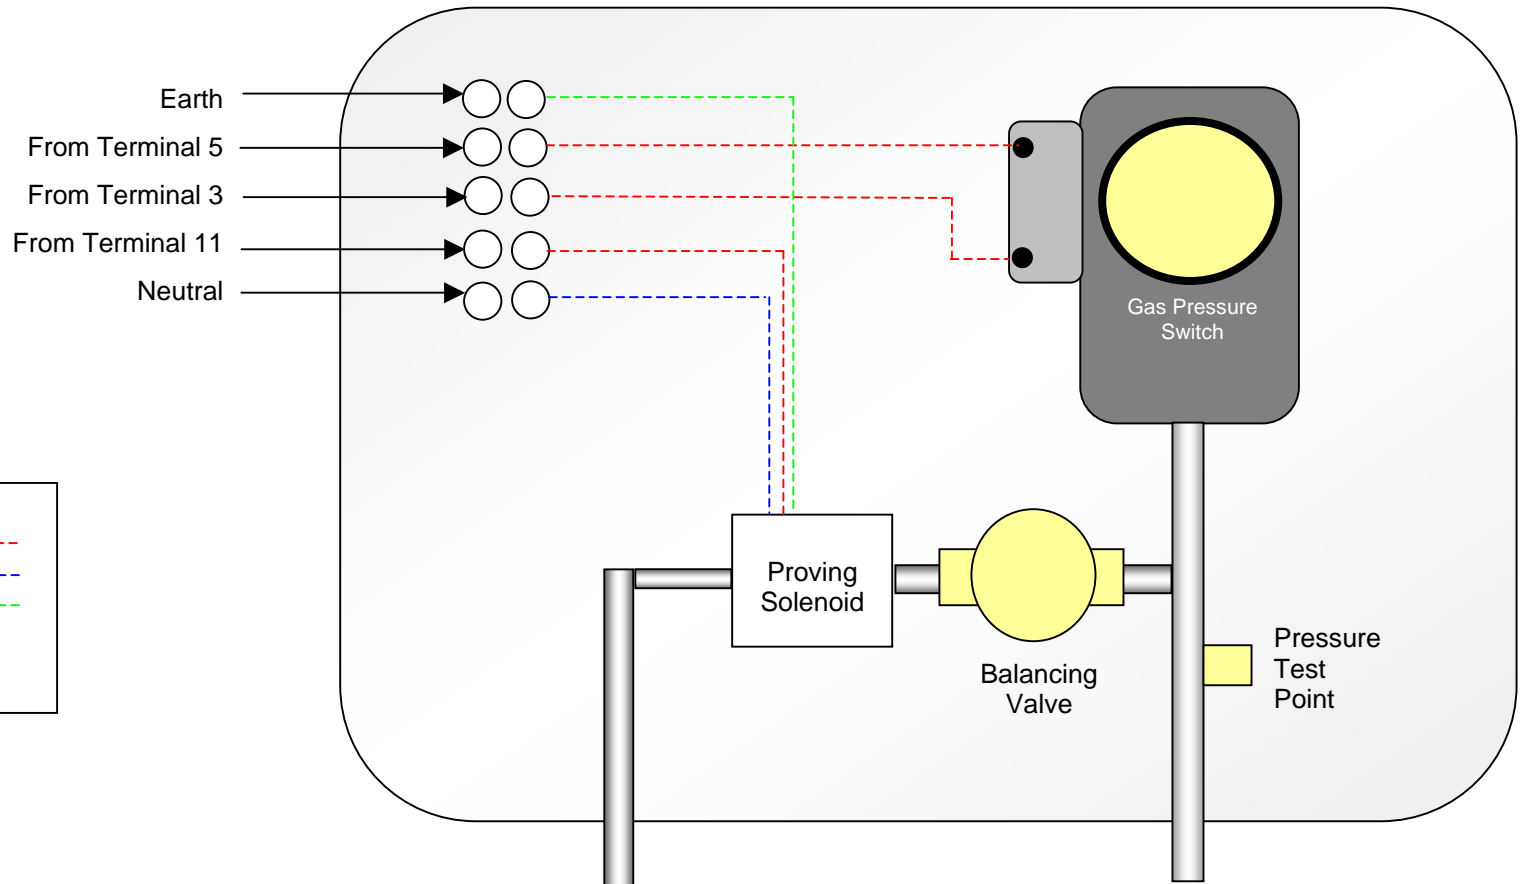 Earth
From Terminal 5
From Terminal 3
From Terminal 11
Neutral
Gas Pressure
Switch
Proving
Solenoid
Balancing
Valve
Pressure
Test
Point